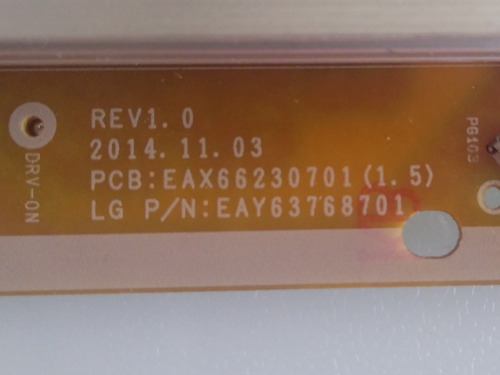 REV1.0
2014.11.03
PCB:EAX66230701(1.5)
LG P/N:EAY63768701
DRV-ON
PG103